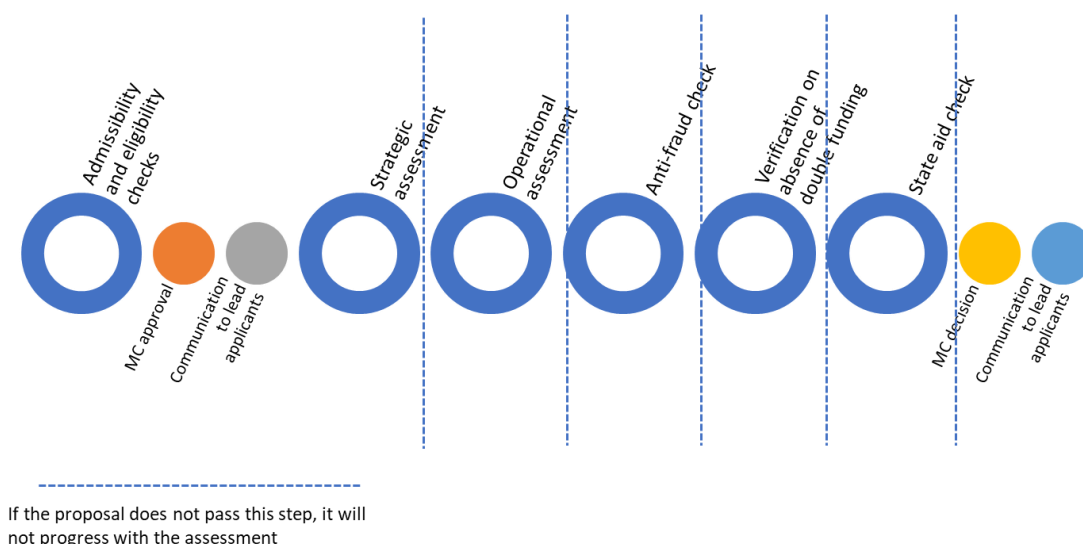 Admissibility
and eligibility
checks
MC approval
Communication
to lead
applicants
Strategic
assessment
Operational
assessment
Anti-fraud check
Verification on
absence of
double funding
State aid check
MC decision
Communication
to lead
applicants
If the proposal does not pass this step, it will
not progress with the assessment